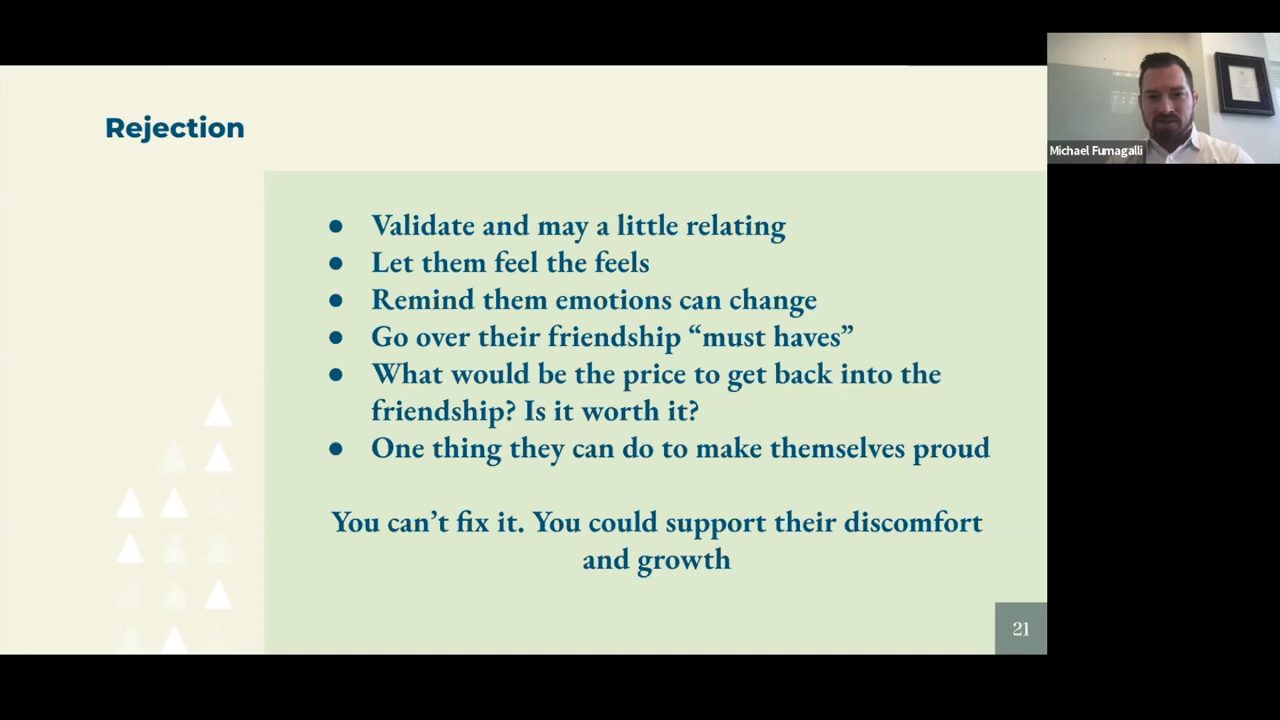 Rejection
Michael Fumagalli
● Validate and may a little relating
● Let them feel the feels
● Remind them emotions can change
● Go over their friendship “must haves”
● What would be the price to get back into the
friendship? Is it worth it?
● One thing they can do to make themselves proud
You can’t fix it. You could support their discomfort
and growth
21